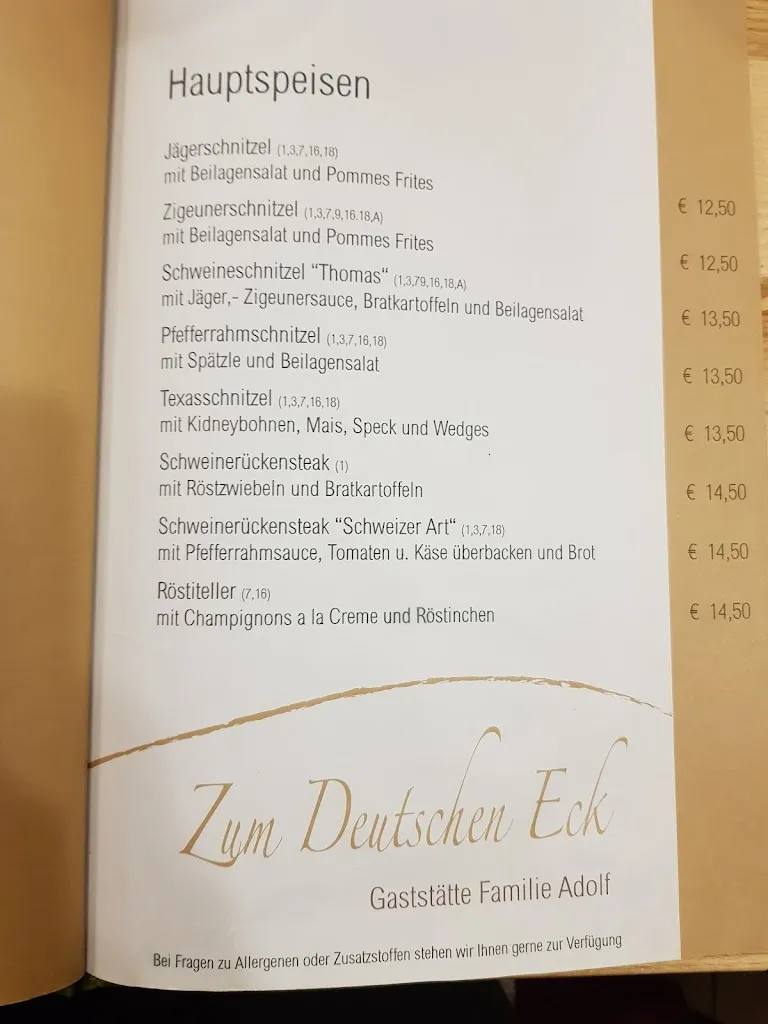 Hauptspeisen
Jägerschnitzel (1,3,7,16,18)
mit Beilagensalat und Pommes Frites
€ 12,50
Zigeunerschnitzel (1,3,7,9,16.18,A)
mit Beilagensalat und Pommes Frites
€ 12,50
Schweineschnitzel “Thomas“ (1,3,79,16,18,A)
mit Jäger,- Zigeunersauce, Bratkartoffeln und Beilagensalat
€ 13,50
Pfefferrahmschnitzel (1,3,7,16,18)
mit Spätzle und Beilagensalat
€ 13,50
Texasschnitzel (1,3,7,16,18)
mit Kidneybohnen, Mais, Speck und Wedges
€ 13,50
Schweinerückensteak (1)
mit Röstzwiebeln und Bratkartoffeln
€ 14,50
Schweinerückensteak “Schweizer Art“ (1,3,7,18)
mit Pfefferrahmsauce, Tomaten u. Käse überbacken und Brot
€ 14,50
Röstiteller (7,16)
mit Champignons a la Creme und Röstinchen
€ 14,50
Zum Deutschen Eck
Gaststätte Familie Adolf
Bei Fragen zu Allergenen oder Zusatzstoffen stehen wir Ihnen gerne zur Verfügung